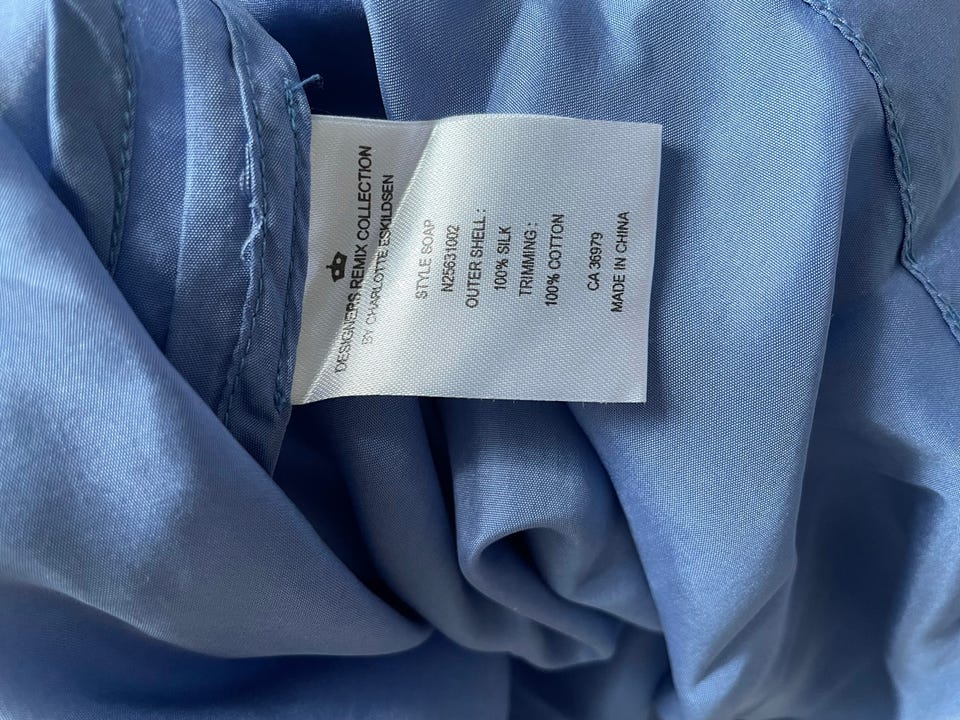 DESIGNERS REMIX COLLECTION
BY CHARLOTTE ESKILDSEN
STYLE SOAP
N25631002
OUTER SHELL :
100% SILK
TRIMMING :
100% COTTON
CA 36979
MADE IN CHINA